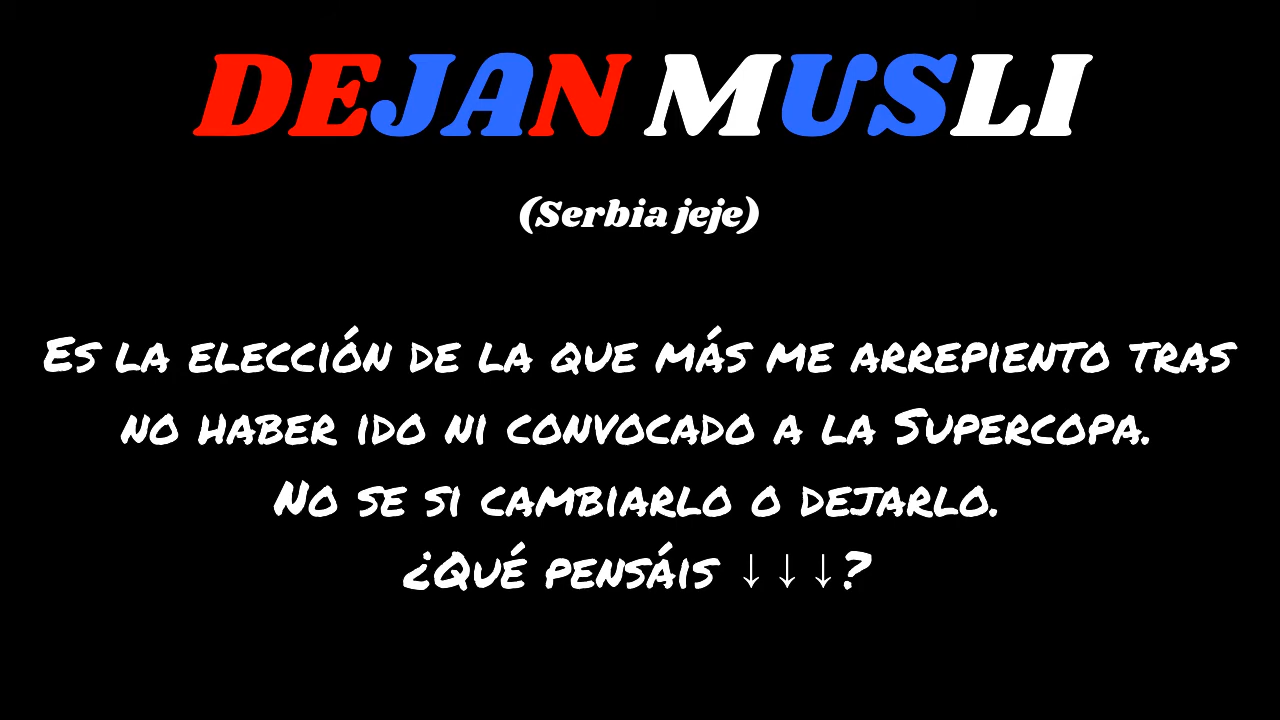 DEJAN MUSLI
(Serbia jeje)
Es la elección de la que más me arrepiento tras
no haber ido ni convocado a la Supercopa.
No se si cambiarlo o dejarlo.
¿Qué pensáis ↓↓↓?